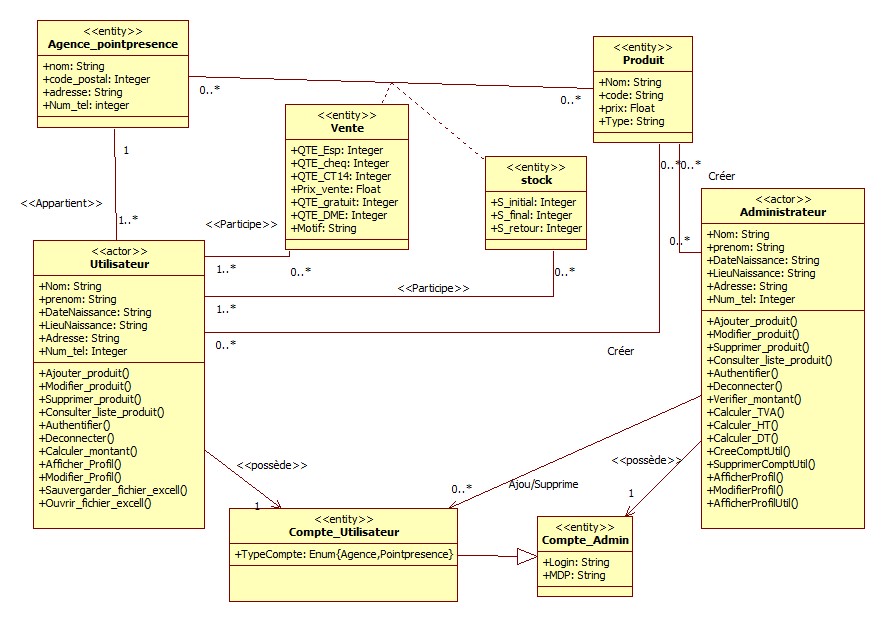 <<entity>>
Agence_pointpresence
+nom: String
+code_postal: Integer
+adresse: String
+Num_tel: integer
0..*
0..*
<<entity>>
Produit
+Nom: String
+code: String
+prix: Float
+Type: String
<<entity>>
Vente
+QTE_Esp: Integer
+QTE_cheq: Integer
+QTE_CT14: Integer
+Prix_vente: Float
+QTE_gratuit: Integer
+QTE_DME: Integer
+Motif: String
<<entity>>
stock
+S_initial: Integer
+S_final: Integer
+S_retour: Integer
1
<<Appartient>>
1..*
<<Participe>>
1..*
0..*
<<Participe>>
1..*
0..*
0..*
0..*
Créer
0..*
0..*
Créer
<<actor>>
Utilisateur
+Nom: String
+prenom: String
+DateNaissance: String
+LieuNaissance: String
+Adresse: String
+Num_tel: Integer
+Ajouter_produit()
+Modifier_produit()
+Supprimer_produit()
+Consulter_liste_produit()
+Authentifier()
+Deconnecter()
+Calculer_montant()
+Afficher_Profil()
+Modifier_Profil()
+Sauvergarder_fichier_excell()
+Ouvrir_fichier_excell()
<<actor>>
Administrateur
+Nom: String
+prenom: String
+DateNaissance: String
+LieuNaissance: String
+Adresse: String
+Num_tel: Integer
+Ajouter_produit()
+Modifier_produit()
+Supprimer_produit()
+Consulter_liste_produit()
+Authentifier()
+Deconnecter()
+Verifier_montant()
+Calculer_TVA()
+Calculer_HT()
+Calculer_DT()
+CreeComptUtil()
+SupprimerComptUtil()
+AfficherProfil()
+ModifierProfil()
+AfficherProfilUtil()
<<possède>>
1
0..*
Ajou/Supprime
<<possède>>
1
<<entity>>
Compte_Utilisateur
+TypeCompte: Enum{Agence,Pointpresence}
<<entity>>
Compte_Admin
+Login: String
+MDP: String